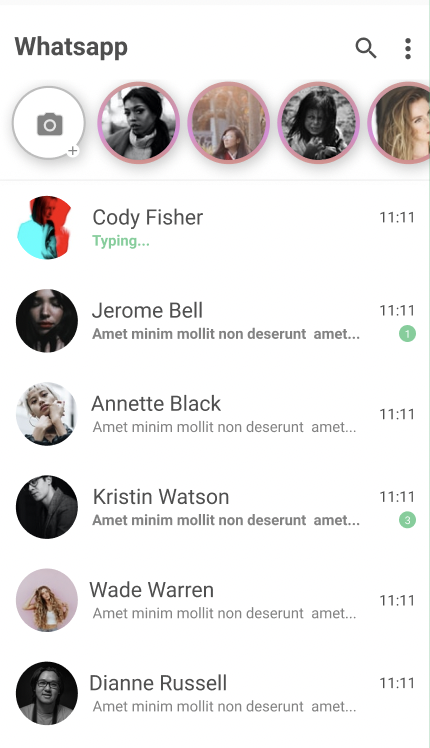 Whatsapp
Cody Fisher 11:11
Typing...
Jerome Bell 11:11
Amet minim mollit non deserunt amet... 1
Annette Black
Amet minim mollit non deserunt amet... 11:11
Kristin Watson 11:11
Amet minim mollit non deserunt amet... 3
Wade Warren
Amet minim mollit non deserunt amet... 11:11
Dianne Russell 11:11
Amet minim mollit non deserunt amet...